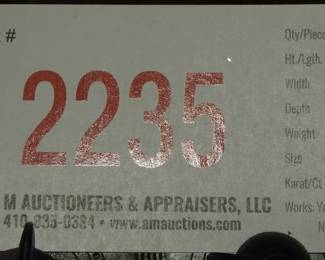 #
Qty/Piece
Ht./Lgth.
Width
Depth
Weight
Size
Karat/Ct
Works: Ye
N
2235
M AUCTIONEERS & APPRAISERS, LLC
410-835-0384 • www.amauctions.com